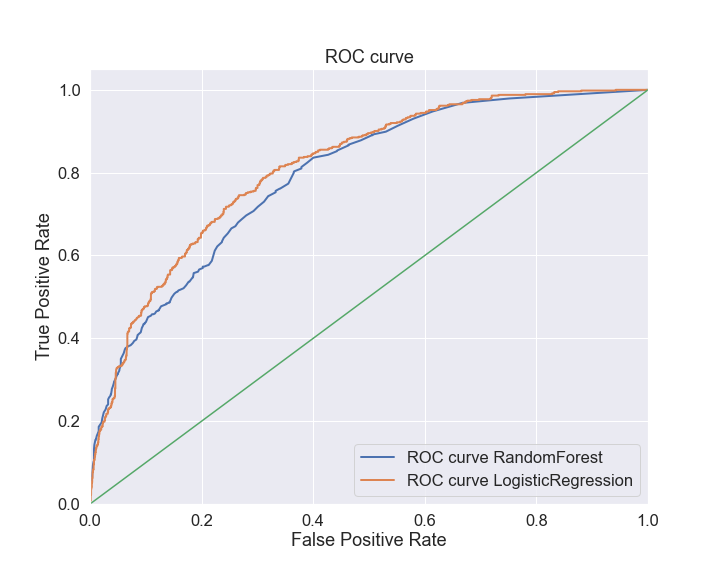 ROC curve
1.0
0.8
0.6
0.4
0.2
0.0
True Positive Rate
ROC curve RandomForest
ROC curve LogisticRegression
0.0 0.2 0.4 0.6 0.8 1.0
False Positive Rate